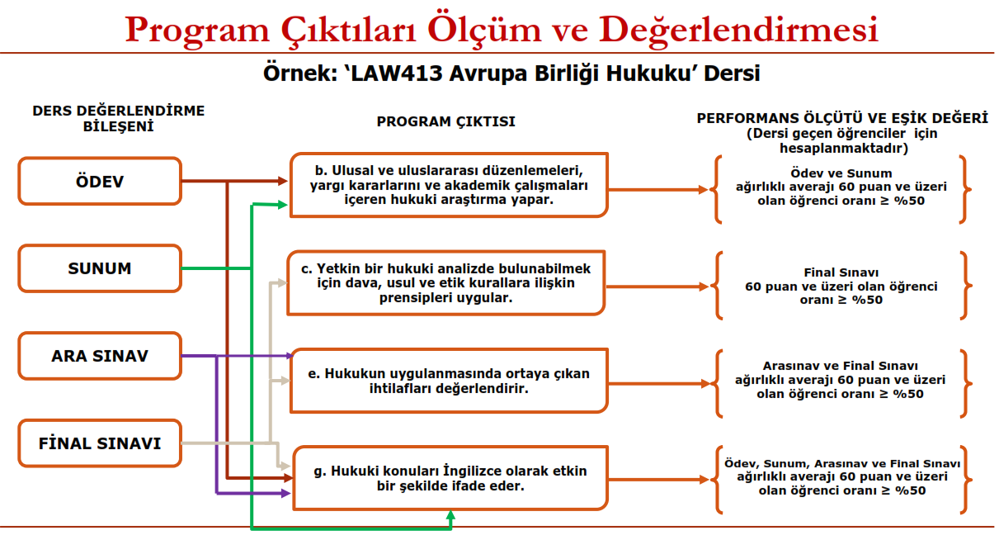 Program Çıktıları Ölçüm ve Değerlendirmesi
Örnek: ‘LAW413 Avrupa Birliği Hukuku’ Dersi
DERS DEĞERLENDİRME
BİLEŞENİ
PROGRAM ÇIKTISI
PERFORMANS ÖLÇÜTÜ VE EŞİK DEĞERİ
(Dersi geçen öğrenciler için
hesaplanmaktadır)
ÖDEV
b. Ulusal ve uluslararası düzenlemeleri,
yargı kararlarını ve akademik çalışmaları
içeren hukuki araştırma yapar.
Ödev ve Sunum
ağırlıklı averajı 60 puan ve üzeri
olan öğrenci oranı ≥ %50
SUNUM
c. Yetkin bir hukuki analizde bulunabilmek
için dava, usul ve etik kurallara ilişkin
prensipleri uygular.
Final Sınavı
60 puan ve üzeri olan öğrenci
oranı ≥ %50
ARA SINAV
e. Hukukun uygulanmasında ortaya çıkan
ihtilafları değerlendirir.
Arasınav ve Final Sınavı
ağırlıklı averajı 60 puan ve üzeri
olan öğrenci oranı ≥ %50
FİNAL SINAVI
g. Hukuki konuları İngilizce olarak etkin
bir şekilde ifade eder.
Ödev, Sunum, Arasınav ve Final Sınavı
ağırlıklı averajı 60 puan ve üzeri
olan öğrenci oranı ≥ %50